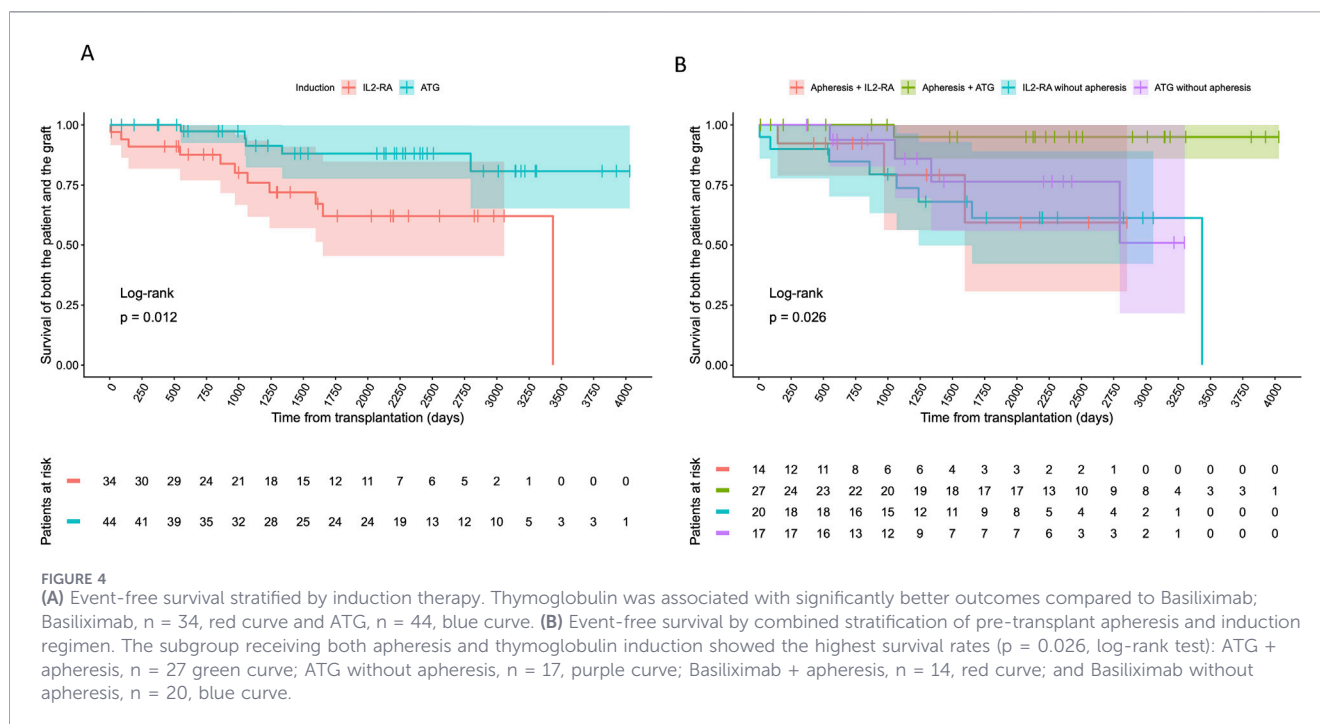 A
Induction IL2-RA ATG
Survival of both the patient and the graft
1.00
0.75
0.50
0.25
0.00
Log-rank
p = 0.012
0 250 500 750 1000 1250 1500 1750 2000 2250 2500 2750 3000 3250 3500 3750 4000
Time from transplantation (days)
Patients at risk
34 30 29 24 21 18 15 12 11 7 6 5 2 1 0 0 0
44 41 39 35 32 28 25 24 24 19 13 12 10 5 3 3 1
B
Apheresis + IL2-RA Apheresis + ATG IL2-RA without apheresis ATG without apheresis
Survival of both the patient and the graft
1.00
0.75
0.50
0.25
0.00
Log-rank
p = 0.026
0 250 500 750 1000 1250 1500 1750 2000 2250 2500 2750 3000 3250 3500 3750 4000
Time from transplantation (days)
Patients at risk
14 12 11 8 6 6 4 3 3 2 2 1 0 0 0 0 0
27 24 23 22 20 19 18 17 17 13 10 9 8 4 3 3 1
20 18 18 16 15 12 11 9 8 5 4 4 2 1 0 0 0
17 17 16 13 12 9 7 7 7 6 3 3 2 1 0 0 0
FIGURE 4
(A) Event-free survival stratified by induction therapy. Thymoglobulin was associated with significantly better outcomes compared to Basiliximab;
Basiliximab, n = 34, red curve and ATG, n = 44, blue curve. (B) Event-free survival by combined stratification of pre-transplant apheresis and induction
regimen. The subgroup receiving both apheresis and thymoglobulin induction showed the highest survival rates (p = 0.026, log-rank test): ATG +
apheresis, n = 27 green curve; ATG without apheresis, n = 17, purple curve; Basiliximab + apheresis, n = 14, red curve; and Basiliximab without
apheresis, n = 20, blue curve.